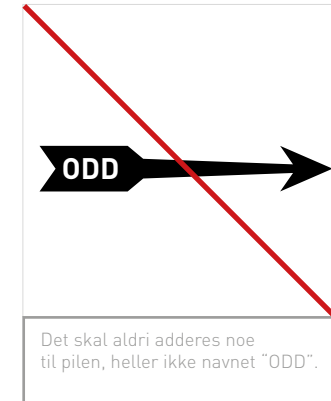 ODD
Det skal aldri adderes noe
til pilen, heller ikke navnet “ODD”.